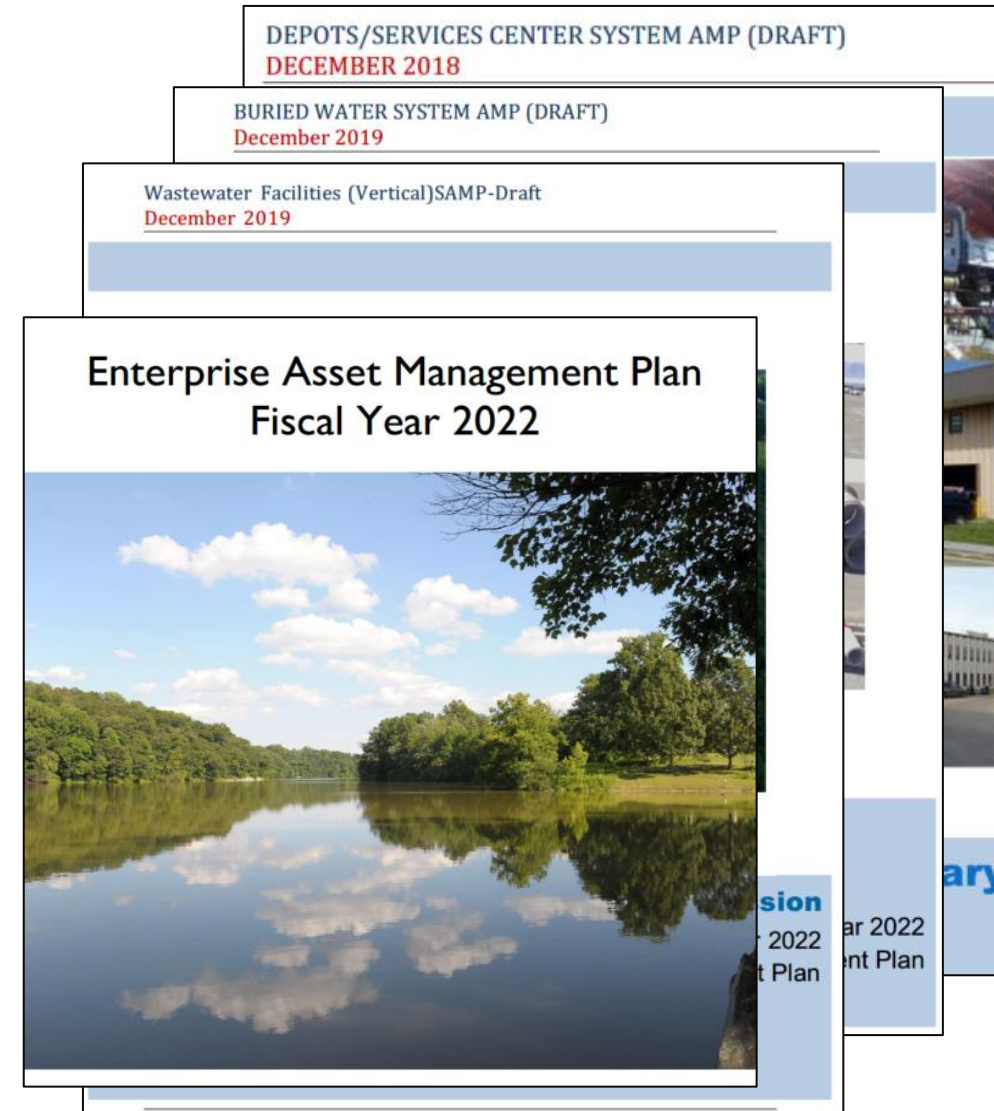 DEPOTS/SERVICES CENTER SYSTEM AMP (DRAFT)
DECEMBER 2018
BURIED WATER SYSTEM AMP (DRAFT)
December 2019
Wastewater Facilities (Vertical)SAMP-Draft
December 2019
Enterprise Asset Management Plan
Fiscal Year 2022
sion
2022
t Plan
ar 2022
ent Plan
ary